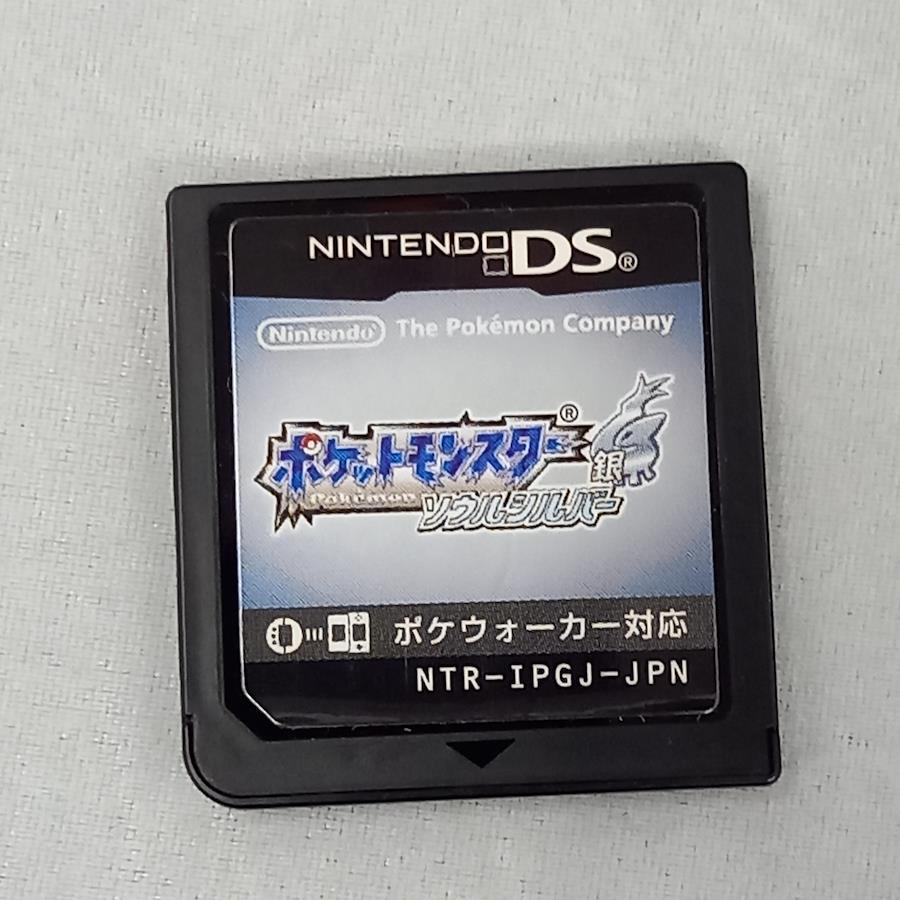 NINTENDO DS®
Nintendo® The Pokémon Company
ポケットモンスター®
Pokémon
銀
ソウルシルバー
ポケウォーカー対応
NTR-IPGJ-JPN